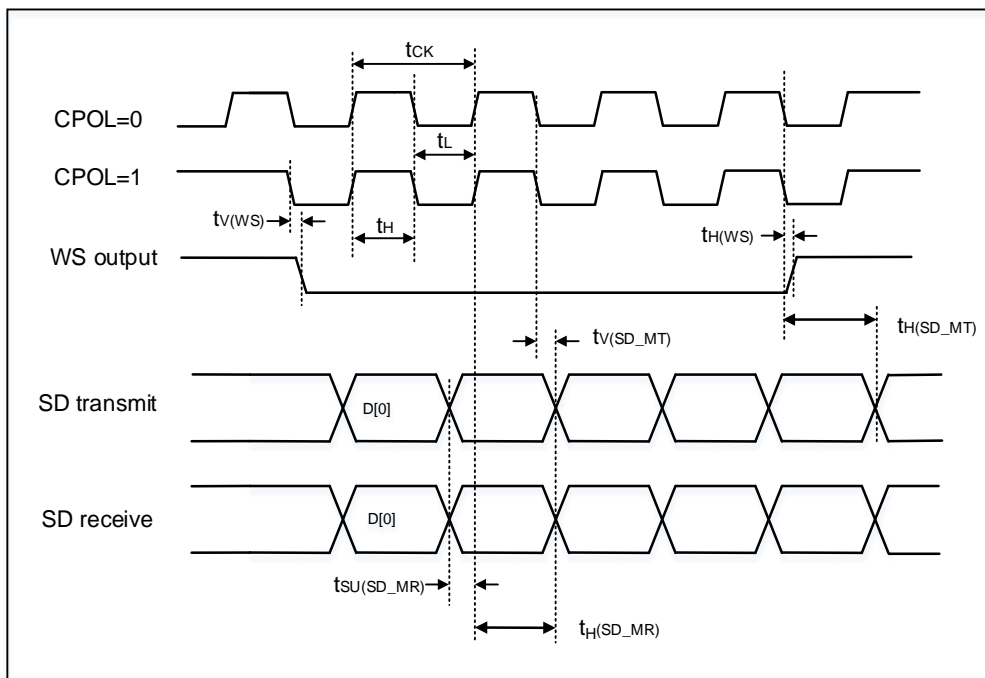 tCK
CPOL=0
tL
CPOL=1
tV(WS)
tH
tH(WS)
WS output
tV(SD_MT)
tH(SD_MT)
SD transmit
D[0]
SD receive
D[0]
tSU(SD_MR)
tH(SD_MR)